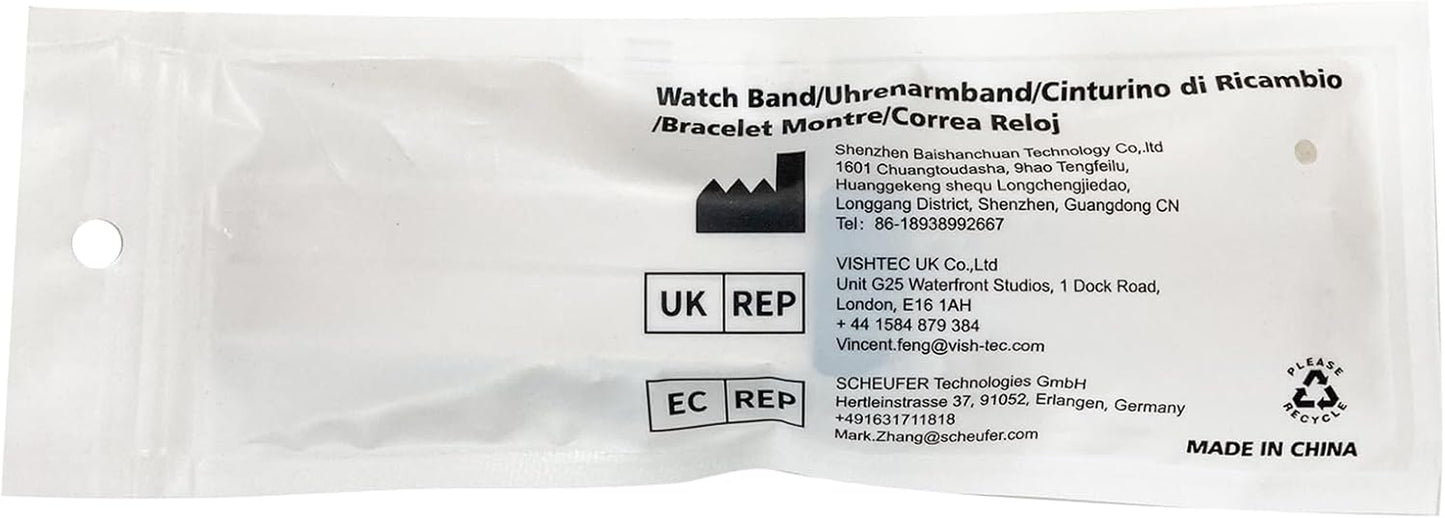 Watch Band/Uhrenarmband/Cinturino di Ricambio
/Bracelet Montre/Correa Reloj
Shenzhen Baishanchuan Technology Co,.ltd
1601 Chuangtoudasha, 9hao Tengfeilu,
Huanggekeng shequ Longchengjiedao,
Longgang District, Shenzhen, Guangdong CN
Tel: 86-18938992667
UK REP
VISHTEC UK Co.,Ltd
Unit G25 Waterfront Studios, 1 Dock Road,
London, E16 1AH
+ 44 1584 879 384
Vincent.feng@vish-tec.com
EC REP
SCHEUFER Technologies GmbH
Hertleinstrasse 37, 91052, Erlangen, Germany
+491631711818
Mark.Zhang@scheufer.com
PLEASE
RECYCLE
MADE IN CHINA